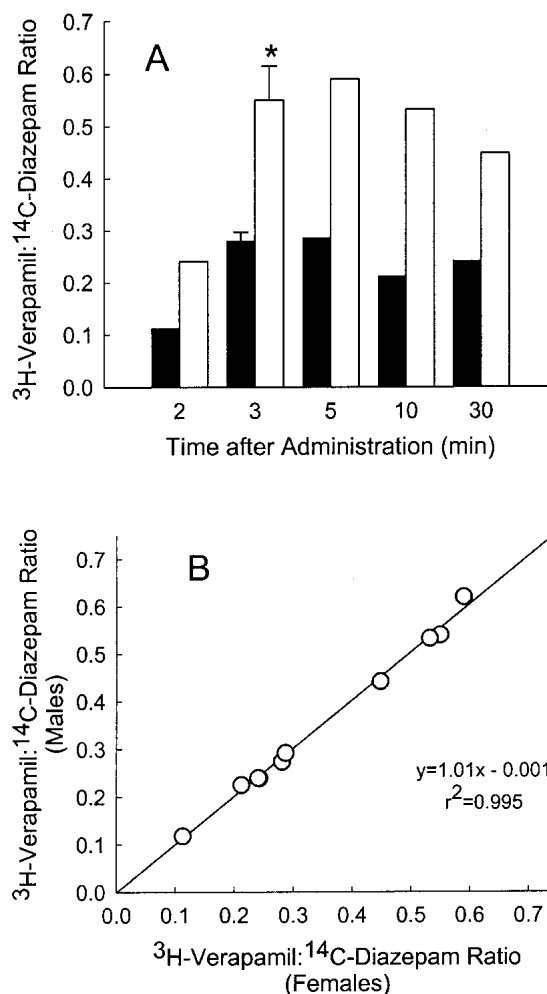 A
*
³H-Verapamil:¹⁴C-Diazepam Ratio
0.7
0.6
0.5
0.4
0.3
0.2
0.1
0.0
2 3 5 10 30
Time after Administration (min)
B
³H-Verapamil:¹⁴C-Diazepam Ratio
(Males)
0.7
0.6
0.5
0.4
0.3
0.2
0.1
0.0
y=1.01x - 0.001
r²=0.995
0.0 0.1 0.2 0.3 0.4 0.5 0.6 0.7
³H-Verapamil:¹⁴C-Diazepam Ratio
(Females)